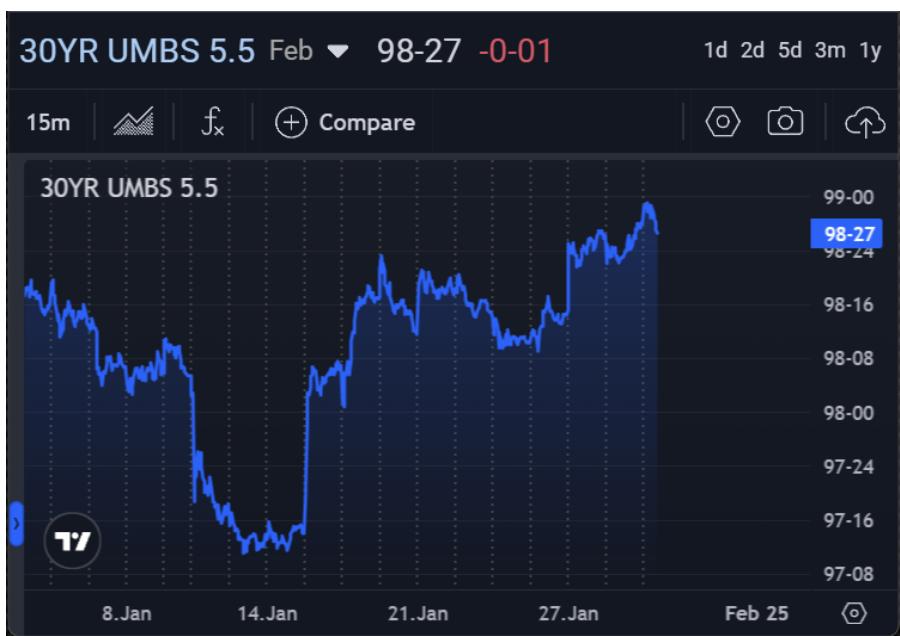 30YR UMBS 5.5 Feb 98-27 -0-01 1d 2d 5d 3m 1y
15m fx Compare
30YR UMBS 5.5
99-00
98-27
98-24
98-16
98-08
98-00
97-24
97-16
97-08
8.Jan 14.Jan 21.Jan 27.Jan Feb 25